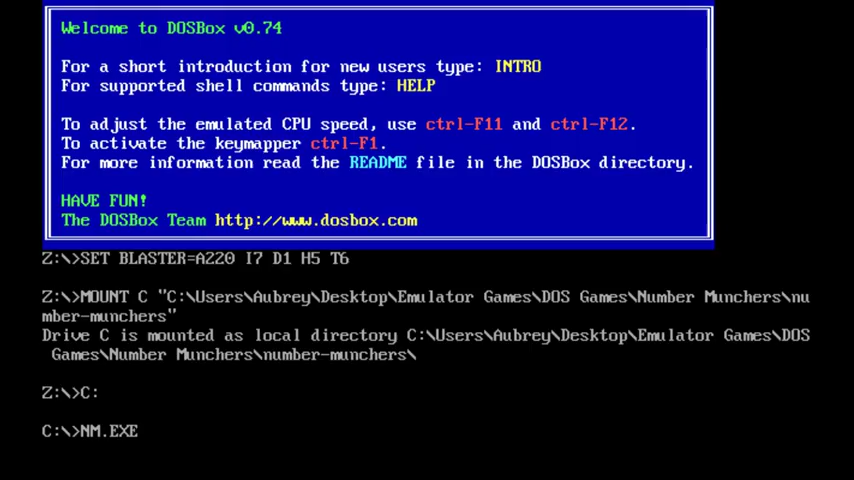 Welcome to DOSBox v0.74
For a short introduction for new users type: INTRO
For supported shell commands type: HELP
To adjust the emulated CPU speed, use ctrl-F11 and ctrl-F12.
To activate the keymapper ctrl-F1.
For more information read the README file in the DOSBox directory.
HAVE FUN!
The DOSBox Team http://www.dosbox.com
Z:\>SET BLASTER=A220 I7 D1 H5 T6
Z:\>MOUNT C "C:\Users\Aubrey\Desktop\Emulator Games\DOS Games\Number Munchers\nu
mber-munchers"
Drive C is mounted as local directory C:\Users\Aubrey\Desktop\Emulator Games\DOS
 Games\Number Munchers\number-munchers\
Z:\>C:
C:\>NM.EXE